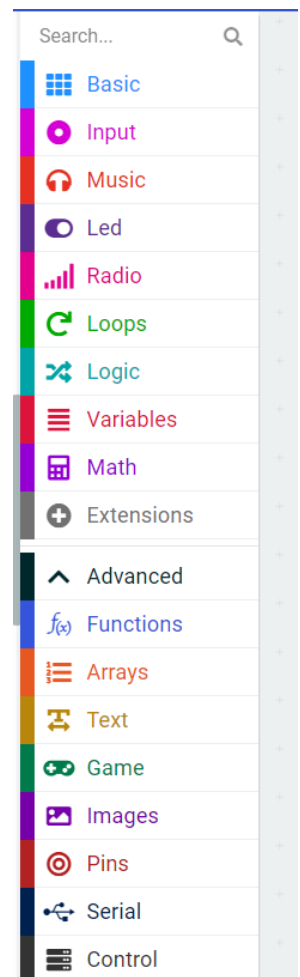 Search...
Basic
Input
Music
Led
Radio
Loops
Logic
Variables
Math
Extensions
Advanced
f(x) Functions
Arrays
Text
Game
Images
Pins
Serial
Control